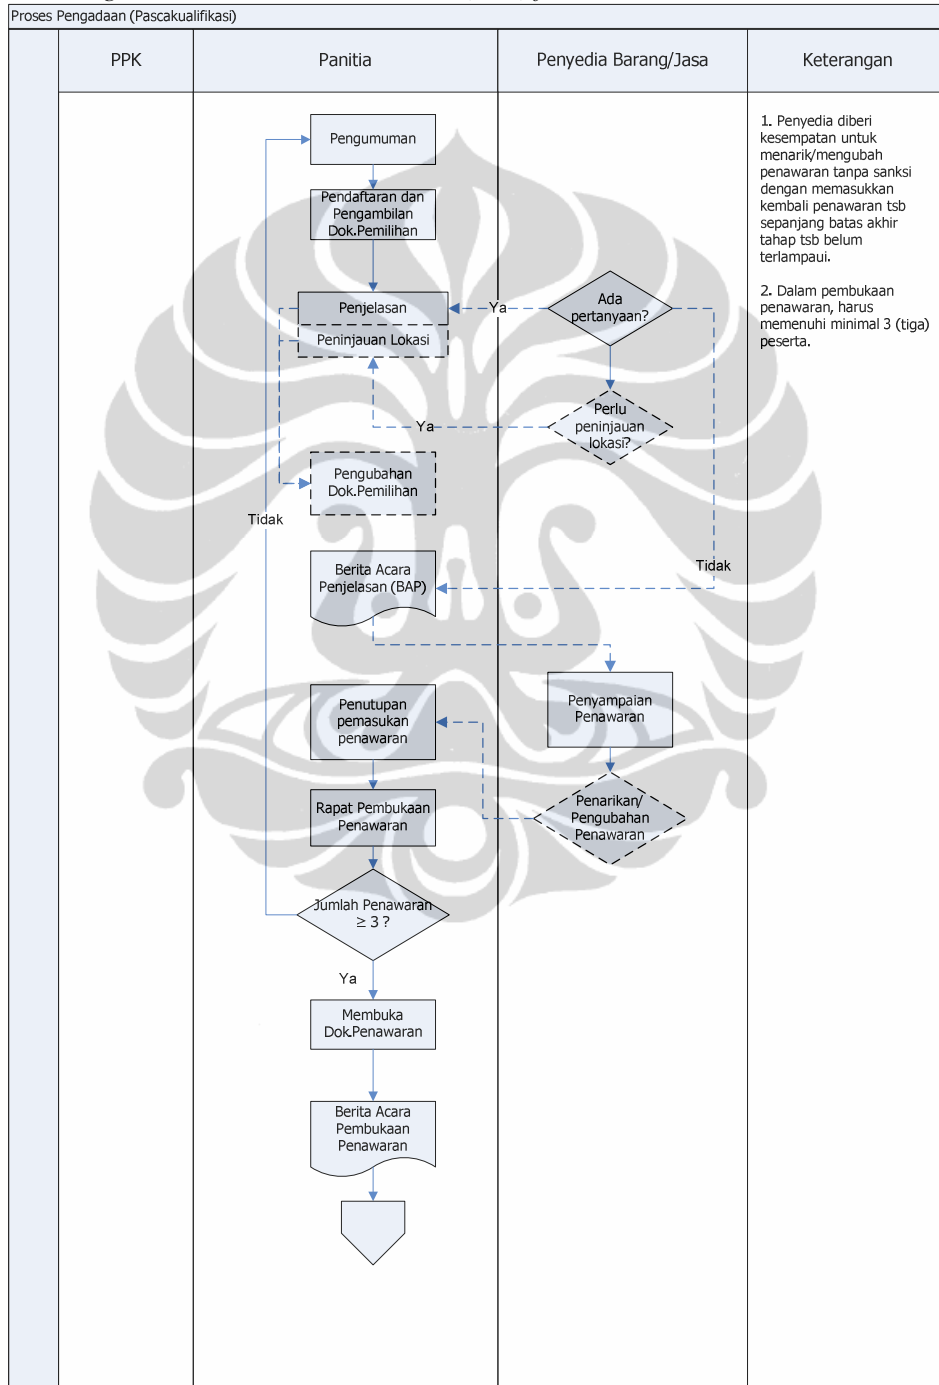 Proses Pengadaan (Pascakualifikasi)
PPK
Panitia
Penyedia Barang/Jasa
Keterangan
Pengumuman
Pendaftaran dan
Pengambilan
Dok.Pemilihan
Penjelasan
Peninjauan Lokasi
Ya
Ada
pertanyaan?
Ya
Perlu
peninjauan
lokasi?
Pengubahan
Dok.Pemilihan
Tidak
Berita Acara
Penjelasan (BAP)
Tidak
Penyampaian
Penawaran
Penutupan
pemasukan
penawaran
Penarikan/
Pengubahan
Penawaran
Rapat Pembukaan
Penawaran
Jumlah Penawaran
≥ 3 ?
Ya
Membuka
Dok.Penawaran
Berita Acara
Pembukaan
Penawaran
1. Penyedia diberi
kesempatan untuk
menarik/mengubah
penawaran tanpa sanksi
dengan memasukkan
kembali penawaran tsb
sepanjang batas akhir
tahap tsb belum
terlampaui.
2. Dalam pembukaan
penawaran, harus
memenuhi minimal 3 (tiga)
peserta.